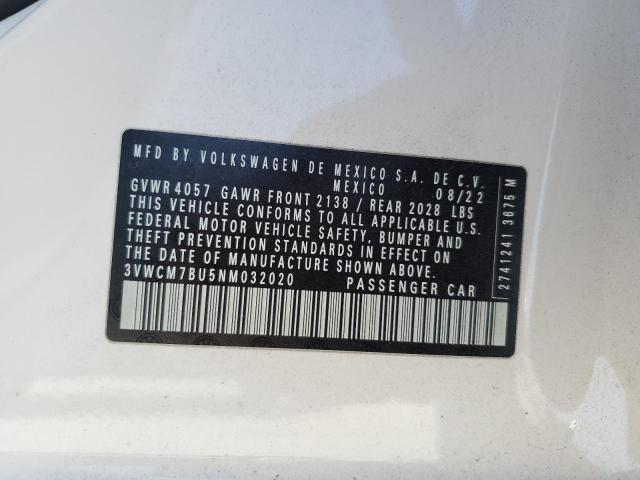 MFD BY VOLKSWAGEN DE MEXICO S.A. DE C.V.
MEXICO 08/22
GVWR 4057 GAWR FRONT 2138 / REAR 2028 LBS
THIS VEHICLE CONFORMS TO ALL APPLICABLE U.S.
FEDERAL MOTOR VEHICLE SAFETY, BUMPER AND
THEFT PREVENTION STANDARDS IN EFFECT ON
THE DATE OF MANUFACTURE SHOWN ABOVE.
3VWCM7BU5NM032020 PASSENGER CAR
2741241 3675 M